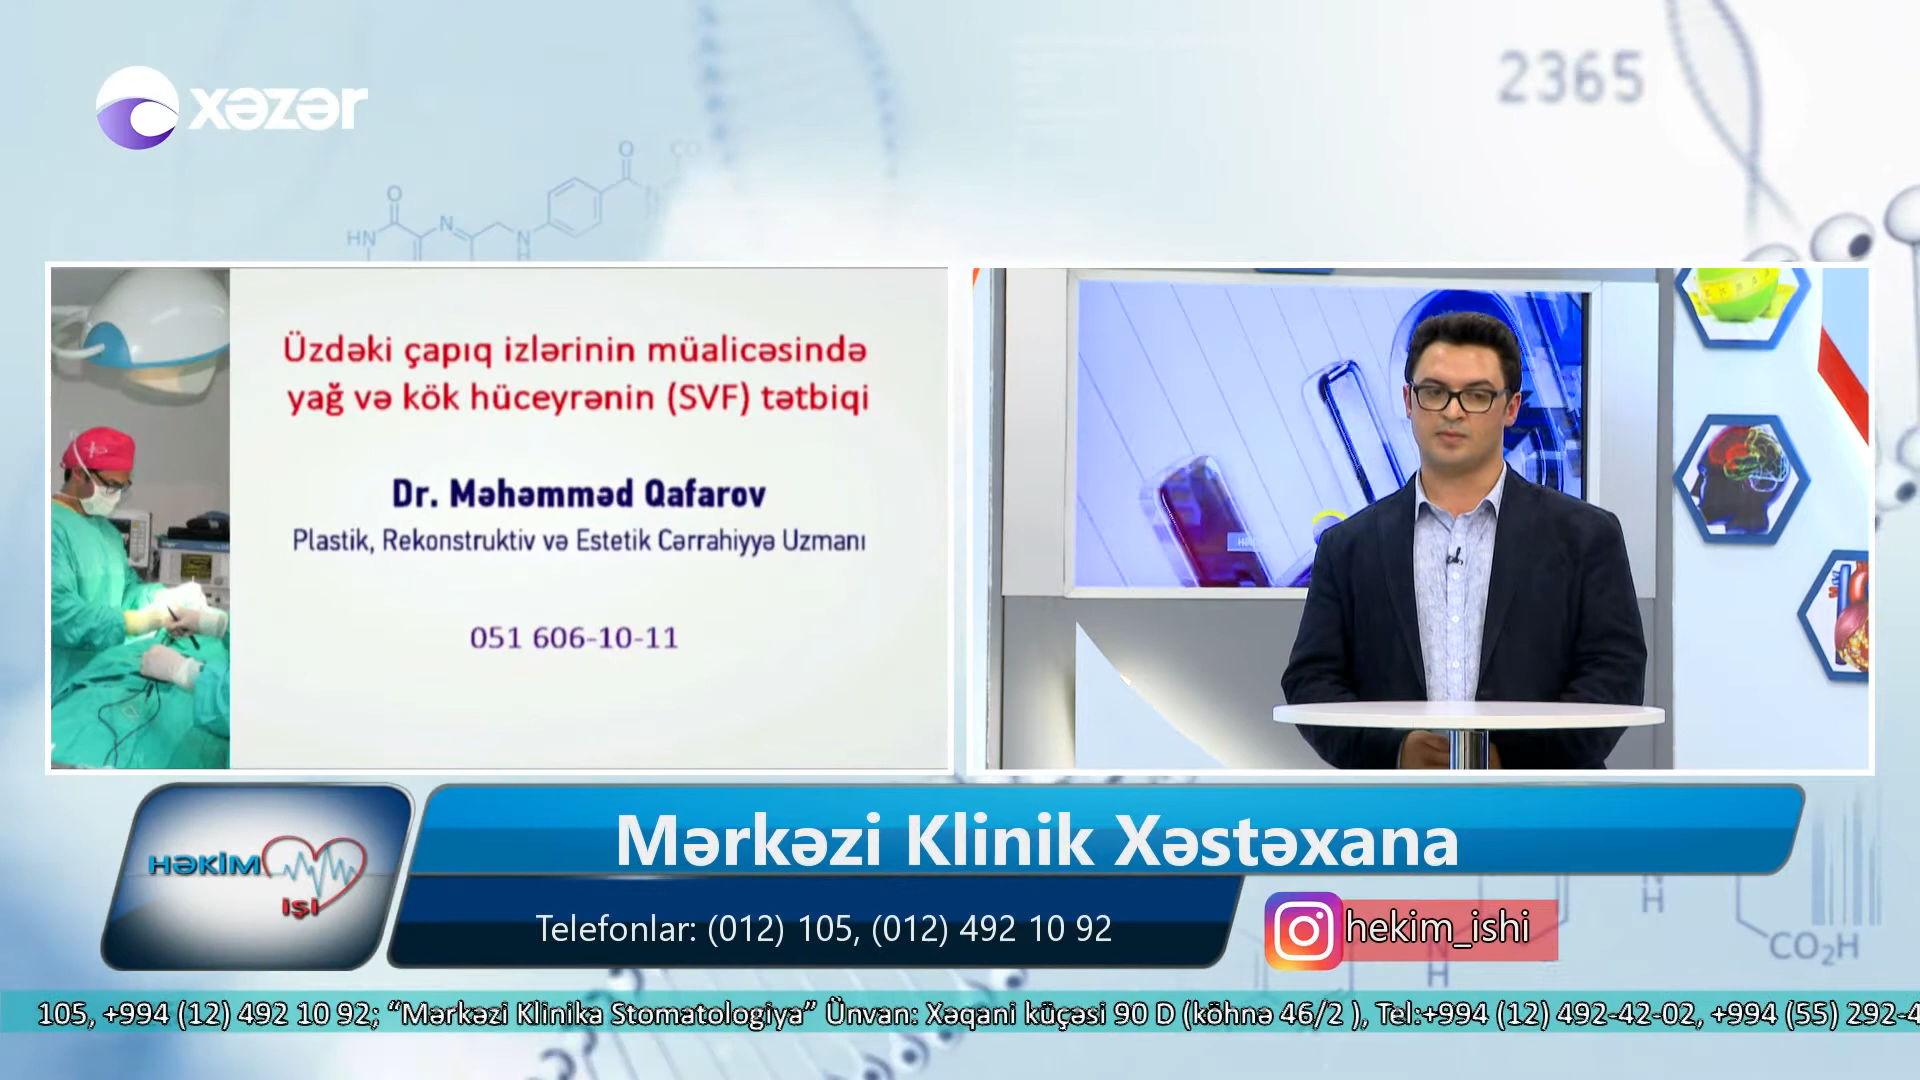 xəzər
2365
O
CO
O
HN
N
N
H
Üzdəki çapıq izlərinin müalicəsində
yağ və kök hüceyrənin (SVF) tətbiqi
Dr. Məhəmməd Qafarov
Plastik, Rekonstruktiv və Estetik Cərrahiyyə Uzmanı
051 606-10-11
HƏKİM
İŞİ
Mərkəzi Klinik Xəstəxana
Telefonlar: (012) 105, (012) 492 10 92
hekim_ishi
N
H
H
CO₂H
105, +994 (12) 492 10 92; “Mərkəzi Klinika Stomatologiya” Ünvan: Xəqani küçəsi 90 D (köhnə 46/2 ), Tel:+994 (12) 492-42-02, +994 (55) 292-4